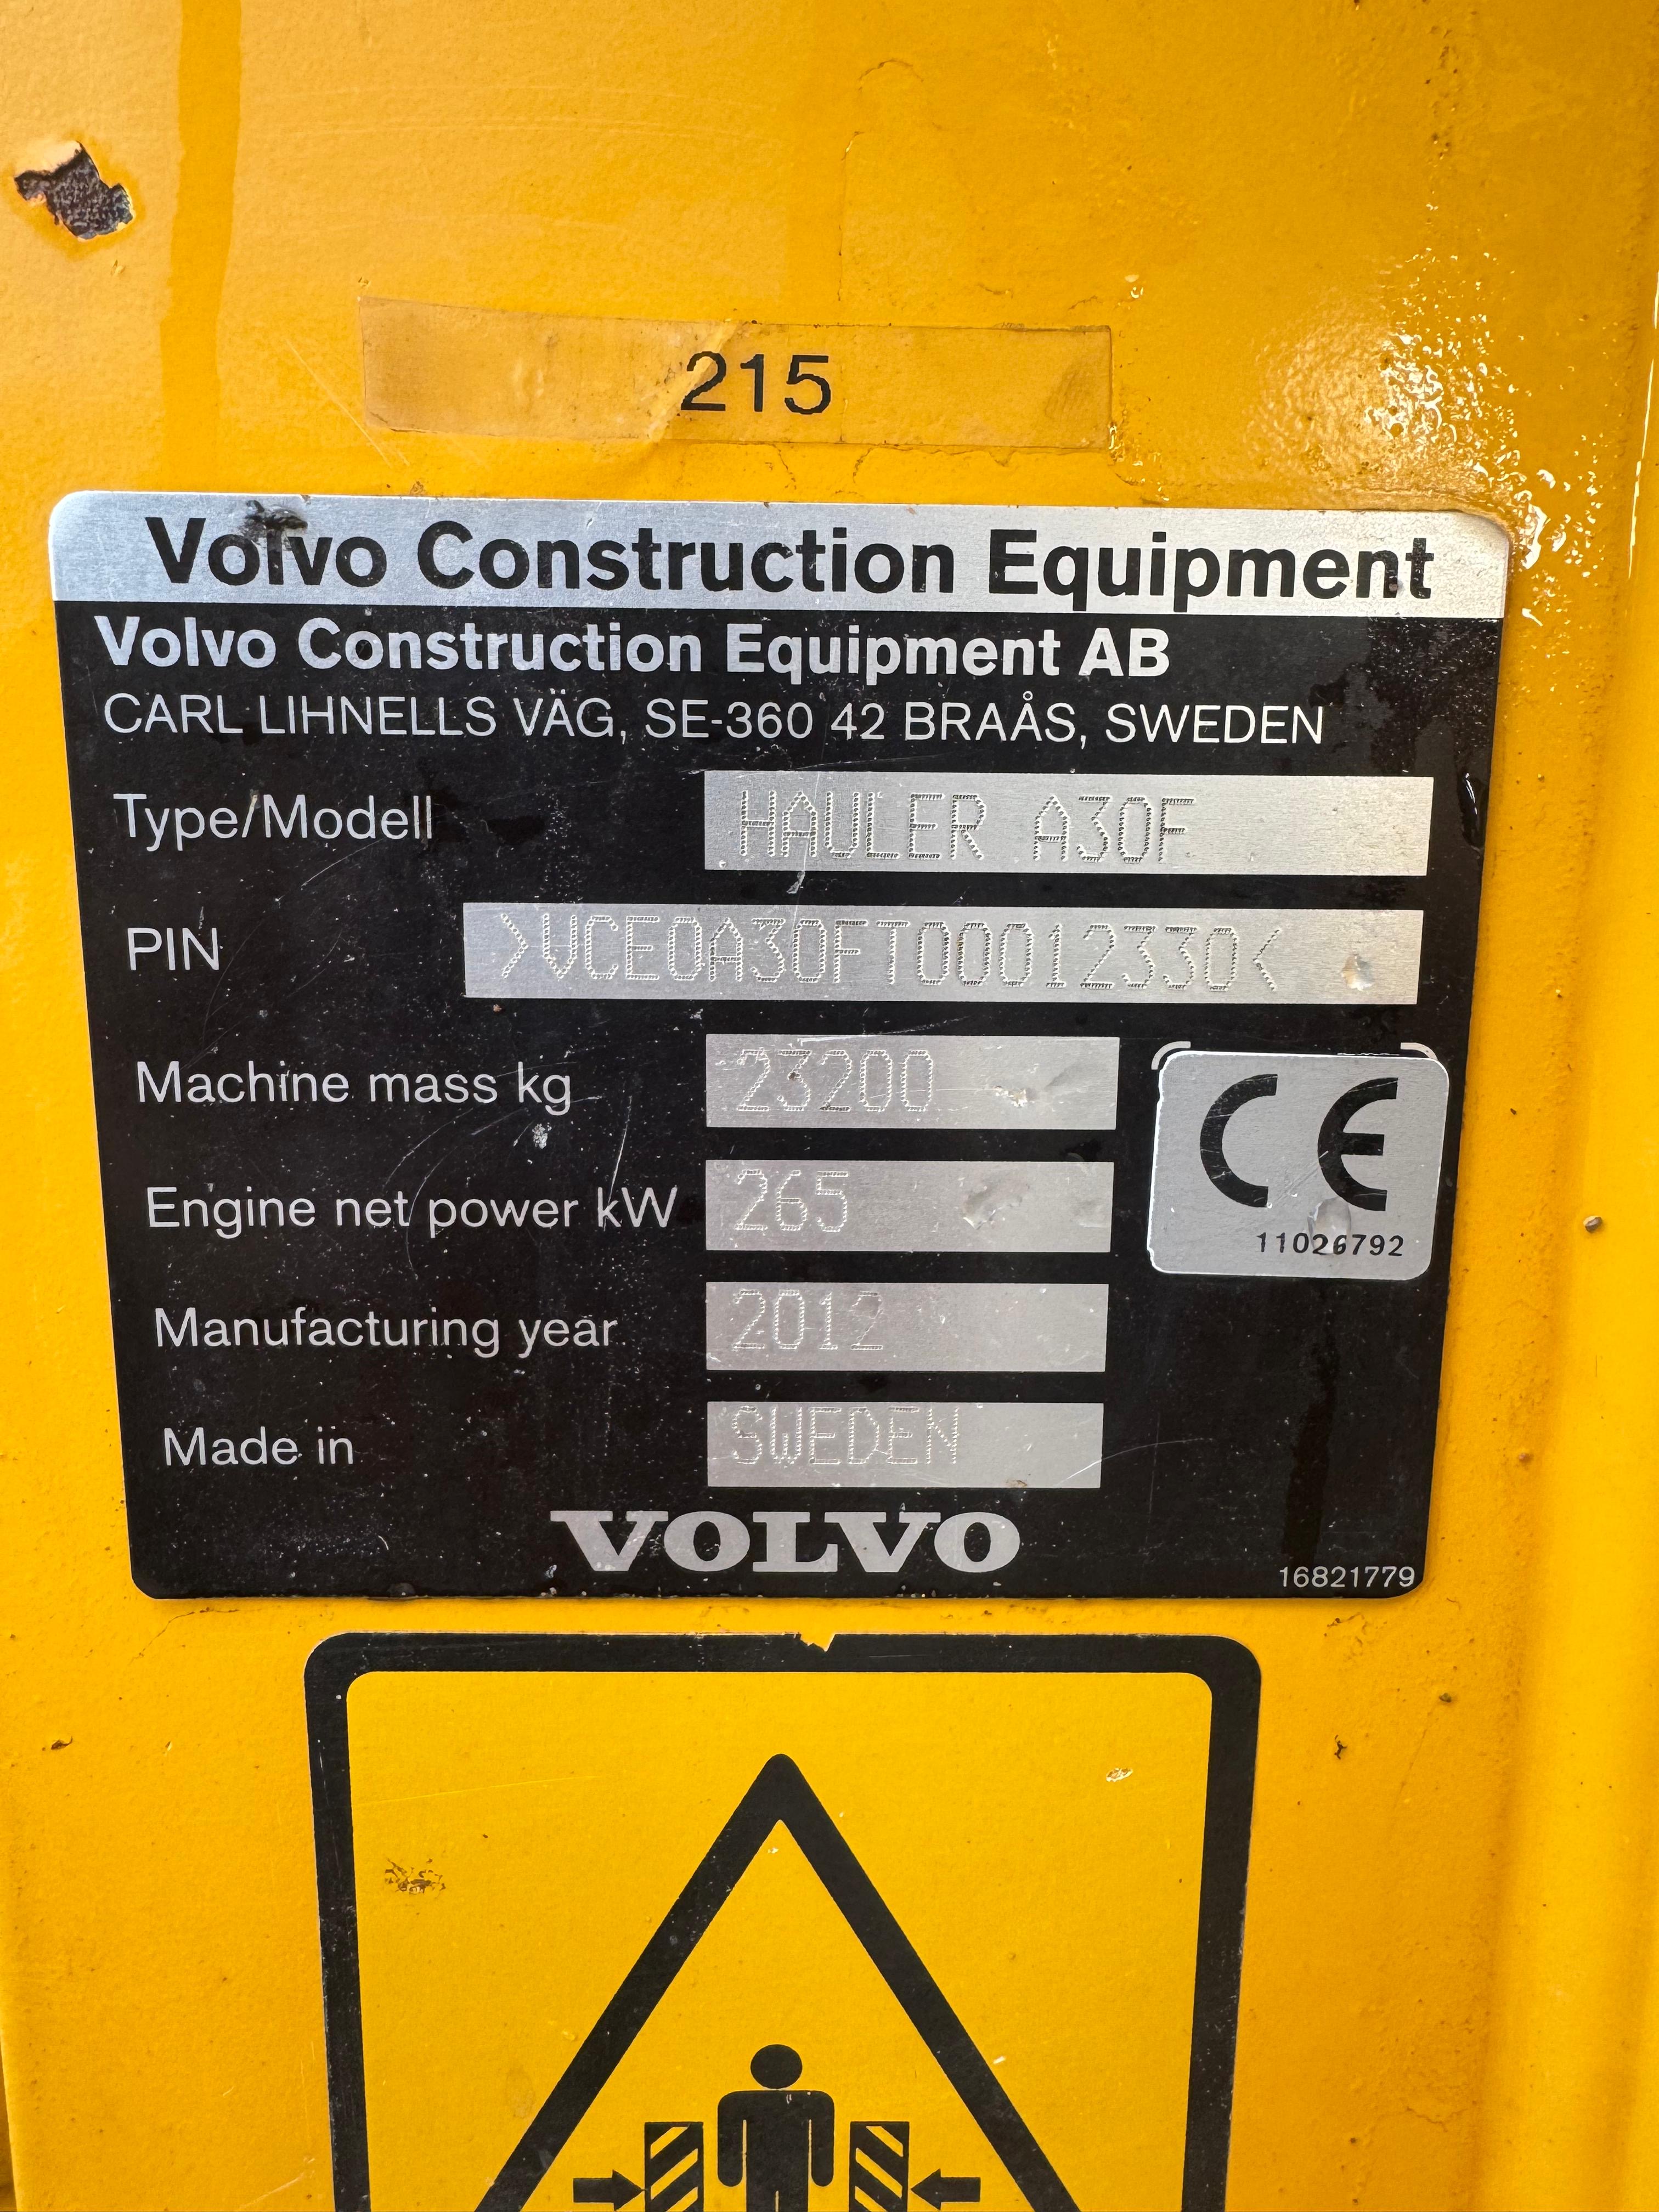 215
Volvo Construction Equipment
Volvo Construction Equipment AB
CARL LIHNELLS VÄG, SE-360 42 BRAÅS, SWEDEN
Type/Modell HAULER A30F
PIN >VCE0A30FT00012330<
Machine mass kg 23200
Engine net power kW 265
CE
11026792
Manufacturing year 2012
Made in SWEDEN
VOLVO
16821779